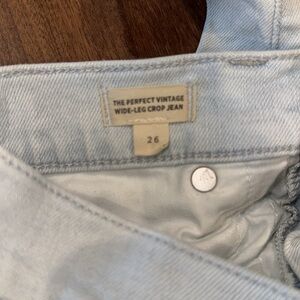 THE PERFECT VINTAGE
WIDE-LEG CROP JEAN
26